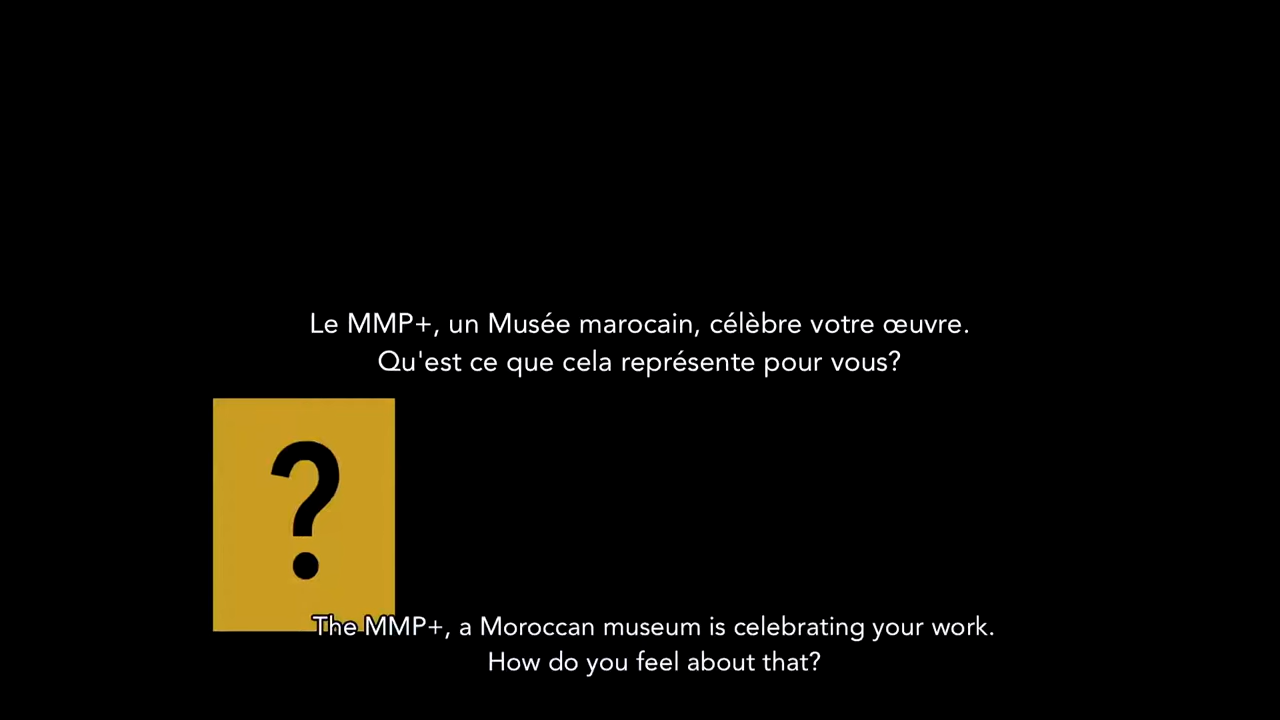 Le MMP+, un Musée marocain, célèbre votre œuvre.
Qu'est ce que cela représente pour vous?
?
The MMP+, a Moroccan museum is celebrating your work.
How do you feel about that?